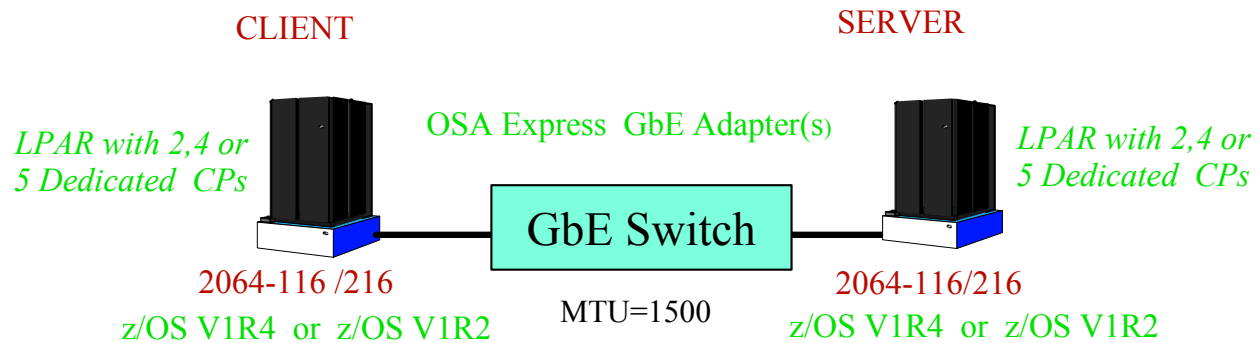 CLIENT
SERVER
OSA Express GbE Adapter(s)
LPAR with 2,4 or
5 Dedicated CPs
LPAR with 2,4 or
5 Dedicated CPs
GbE Switch
2064-116 /216
z/OS V1R4 or z/OS V1R2
MTU=1500
2064-116/216
z/OS V1R4 or z/OS V1R2